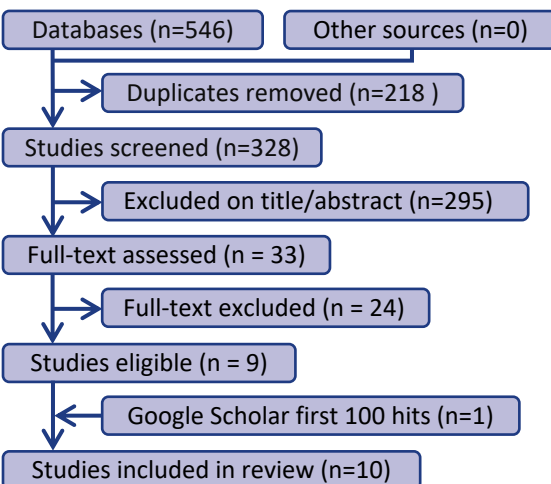 Databases (n=546)
Other sources (n=0)
Duplicates removed (n=218 )
Studies screened (n=328)
Excluded on title/abstract (n=295)
Full-text assessed (n = 33)
Full-text excluded (n = 24)
Studies eligible (n = 9)
Google Scholar first 100 hits (n=1)
Studies included in review (n=10)